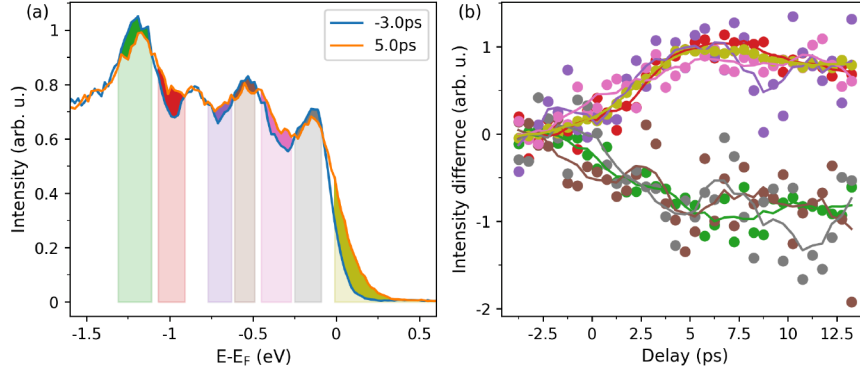 (a)
-3.0ps
5.0ps
Intensity (arb. u.)
1
0.8
0.6
0.4
0.2
0
-1.5
-1
-0.5
0
0.5
E-E_F (eV)
(b)
Intensity differnce (arb. u.)
1
0
-1
-2
-2.5
0
2.5
5
7.5
10
12.5
Delay (ps)